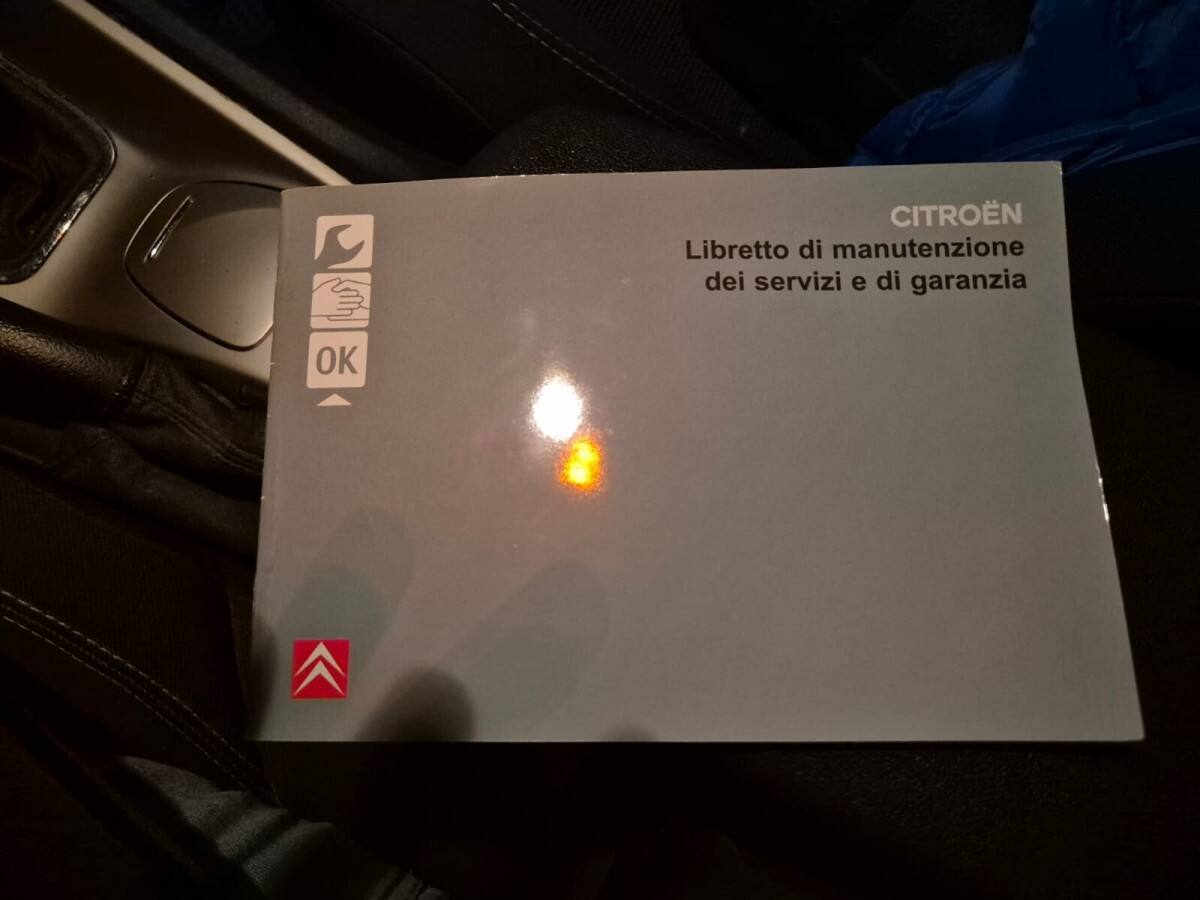 CITROËN
Libretto di manutenzione
dei servizi e di garanzia
OK